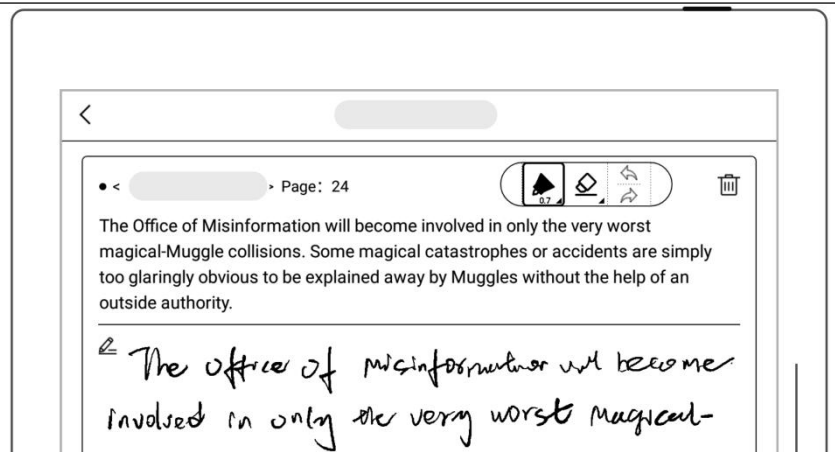 < Page: 24
0.7
The Office of Misinformation will become involved in only the very worst
magical-Muggle collisions. Some magical catastrophes or accidents are simply
too glaringly obvious to be explained away by Muggles without the help of an
outside authority.
The office of misinformation will become
involved in only the very worst magical-